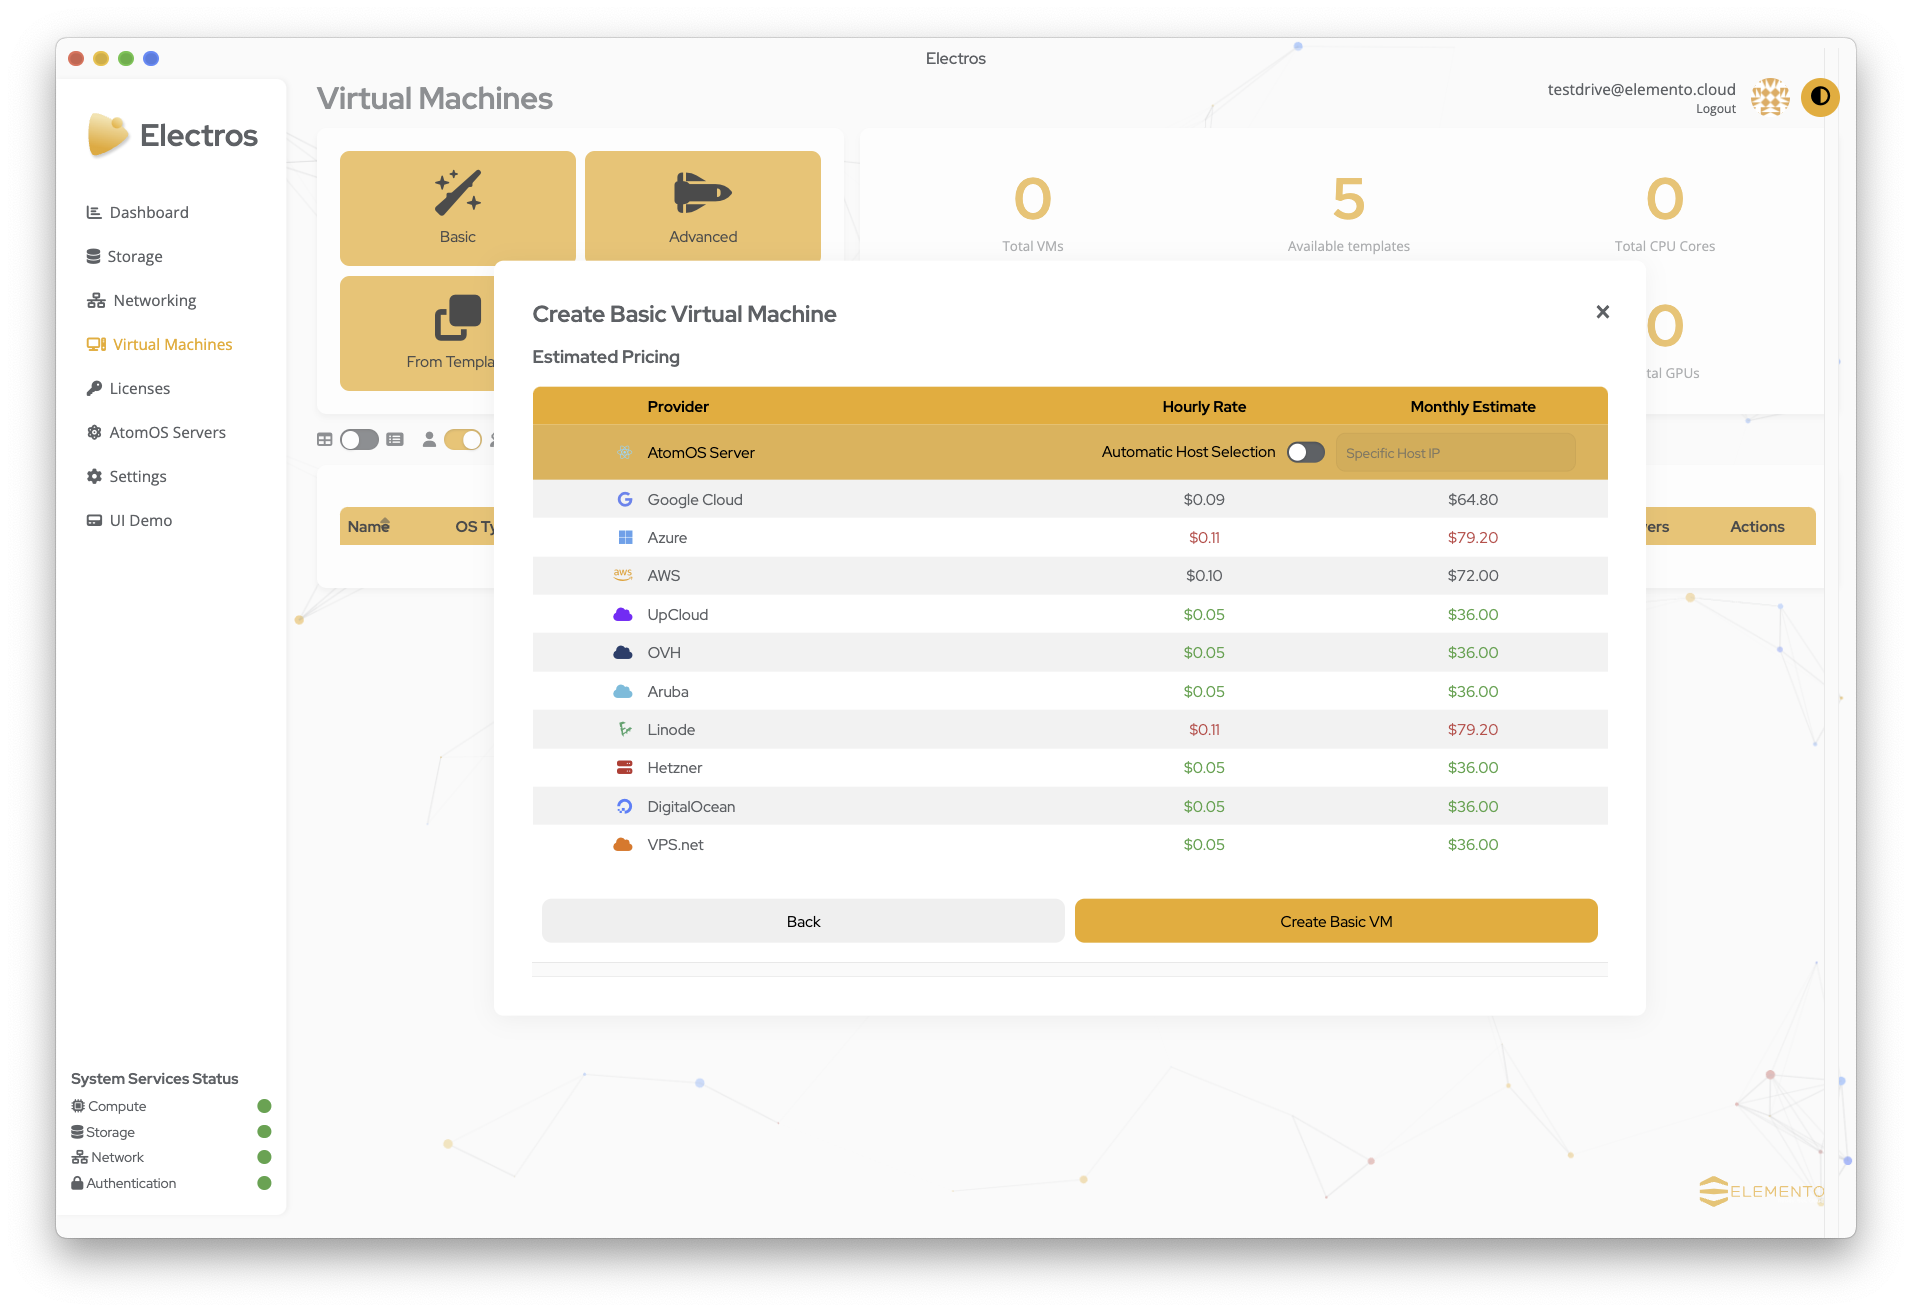 Electros
Virtual Machines
testdrive@elemento.cloud
Logout
Electros
Dashboard
Storage
Networking
Virtual Machines
Licenses
AtomOS Servers
Settings
UI Demo
Basic
Advanced
From Templa
0
Total VMs
5
Available templates
0
Total CPU Cores
0
tal GPUs
Name
OS Ty
ers
Actions
Create Basic Virtual Machine
Estimated Pricing
Provider Hourly Rate Monthly Estimate
AtomOS Server Automatic Host Selection Specific Host IP
Google Cloud $0.09 $64.80
Azure $0.11 $79.20
aws AWS $0.10 $72.00
UpCloud $0.05 $36.00
OVH $0.05 $36.00
Aruba $0.05 $36.00
Linode $0.11 $79.20
Hetzner $0.05 $36.00
DigitalOcean $0.05 $36.00
VPS.net $0.05 $36.00
Back
Create Basic VM
System Services Status
Compute
Storage
Network
Authentication
ELEMENTO